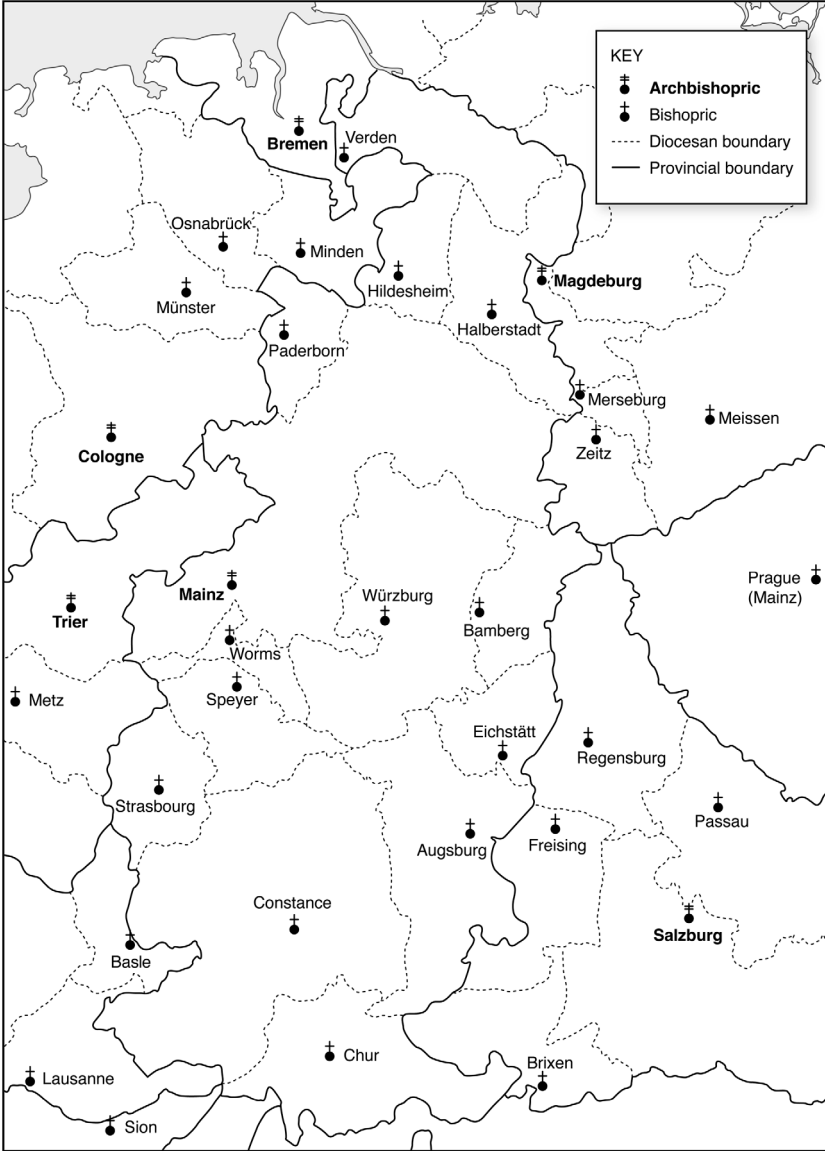 KEY
Archbishopric
Bishopric
Diocesan boundary
Provincial boundary
Bremen
Verden
Osnabrück
Minden
Hildesheim
Magdeburg
Münster
Halberstadt
Paderborn
Merseburg
Meissen
Cologne
Zeitz
Prague
(Mainz)
Mainz
Würzburg
Trier
Bamberg
Worms
Metz
Speyer
Eichstätt
Regensburg
Strasbourg
Passau
Augsburg
Freising
Constance
Salzburg
Basle
Chur
Brixen
Lausanne
Sion